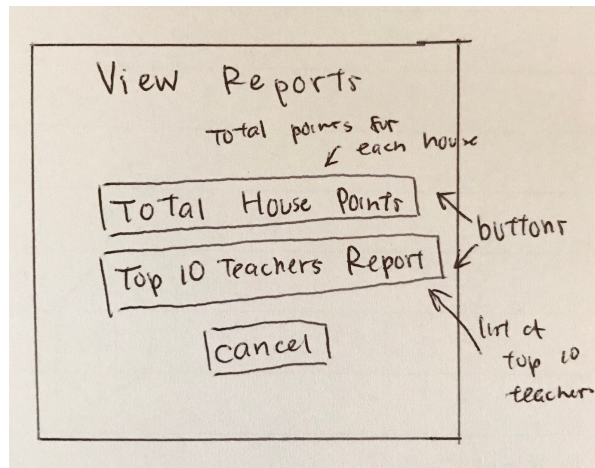 View Reports
Total points for
each house
Total House Points
buttons
Top 10 Teachers Report
cancel
list of
top 10
teacher